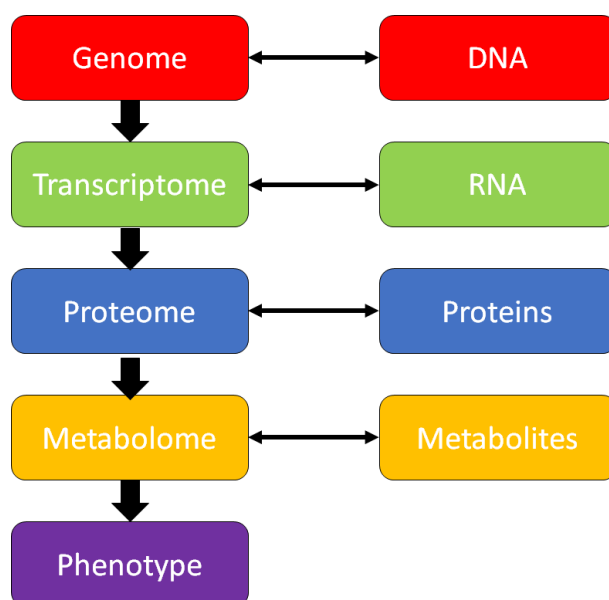 Genome
DNA
Transcriptome
RNA
Proteome
Proteins
Metabolome
Metabolites
Phenotype